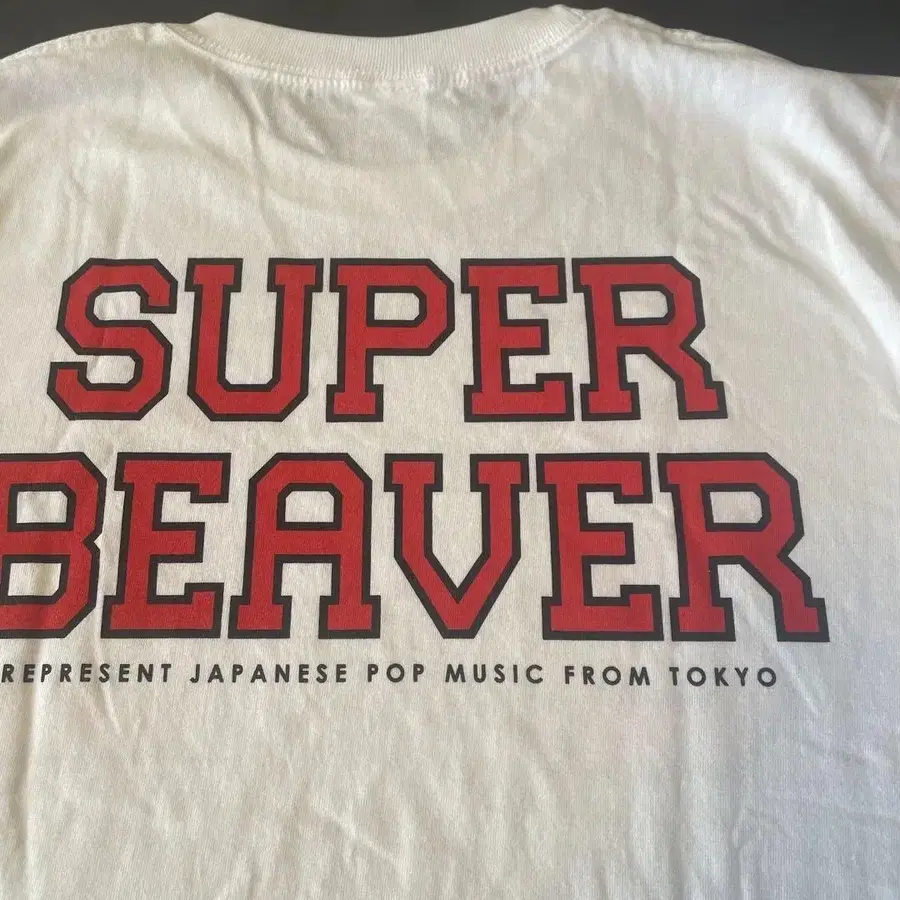 SUPER
BEAVER
REPRESENT JAPANESE POP MUSIC FROM TOKYO